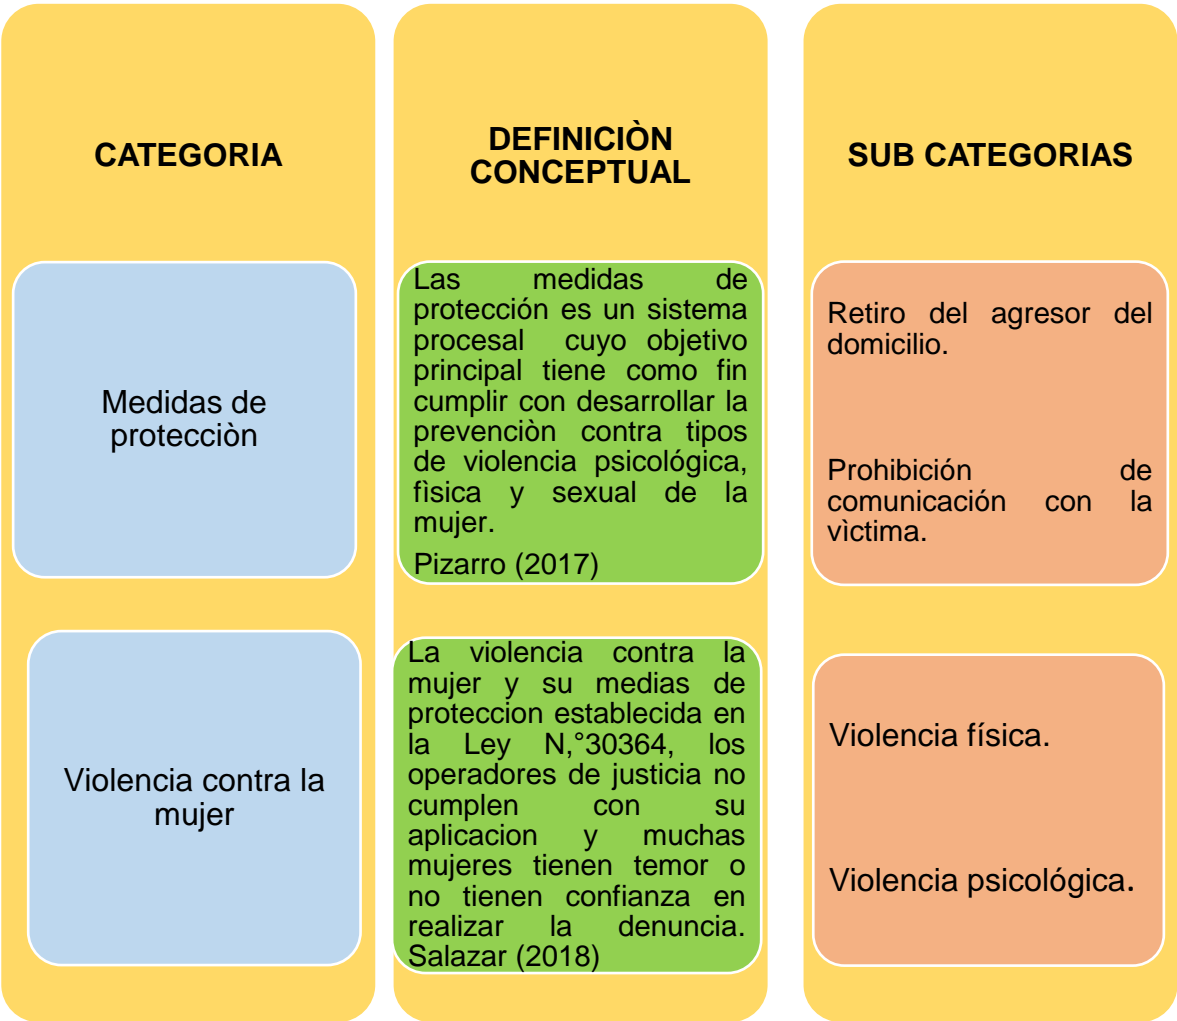 CATEGORIA
DEFINICIÒN
CONCEPTUAL
SUB CATEGORIAS
Medidas de
protecciòn
Las medidas de
protección es un sistema
procesal cuyo objetivo
principal tiene como fin
cumplir con desarrollar la
prevenciòn contra tipos
de violencia psicológica,
fìsica y sexual de la
mujer.
Pizarro (2017)
Retiro del agresor del
domicilio.
Prohibición de
comunicación con la
vìctima.
Violencia contra la
mujer
La violencia contra la
mujer y su medias de
proteccion establecida en
la Ley N,°30364, los
operadores de justicia no
cumplen con su
aplicacion y muchas
mujeres tienen temor o
no tienen confianza en
realizar la denuncia.
Salazar (2018)
Violencia física.
Violencia psicológica.